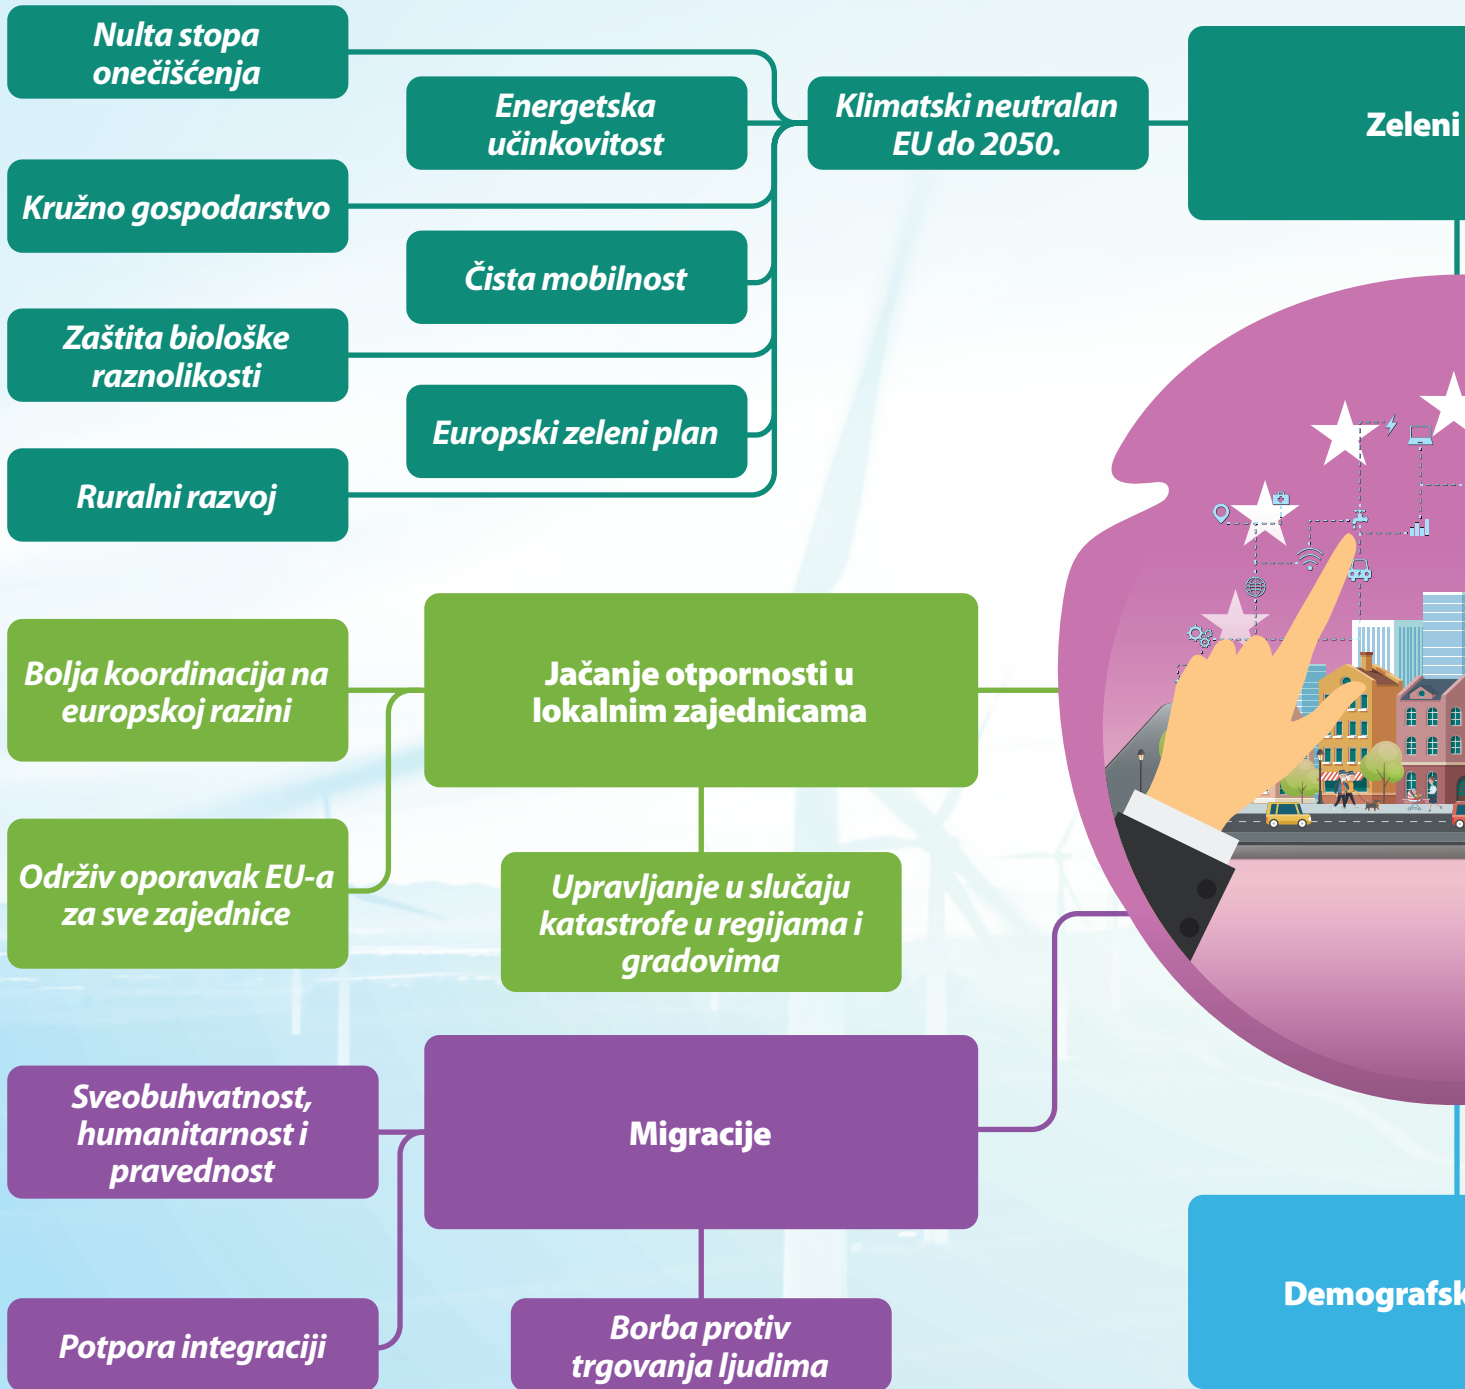 Nulta stopa
onečišćenja
Energetska
učinkovitost
Klimatski neutralan
EU do 2050.
Zeleni
Kružno gospodarstvo
Čista mobilnost
Zaštita biološke
raznolikosti
Europski zeleni plan
Ruralni razvoj
Bolja koordinacija na
europskoj razini
Jačanje otpornosti u
lokalnim zajednicama
Održiv oporavak EU-a
za sve zajednice
Upravljanje u slučaju
katastrofe u regijama i
gradovima
Sveobuhvatnost,
humanitarnost i
pravednost
Migracije
Potpora integraciji
Borba protiv
trgovanja ljudima
Demografsk